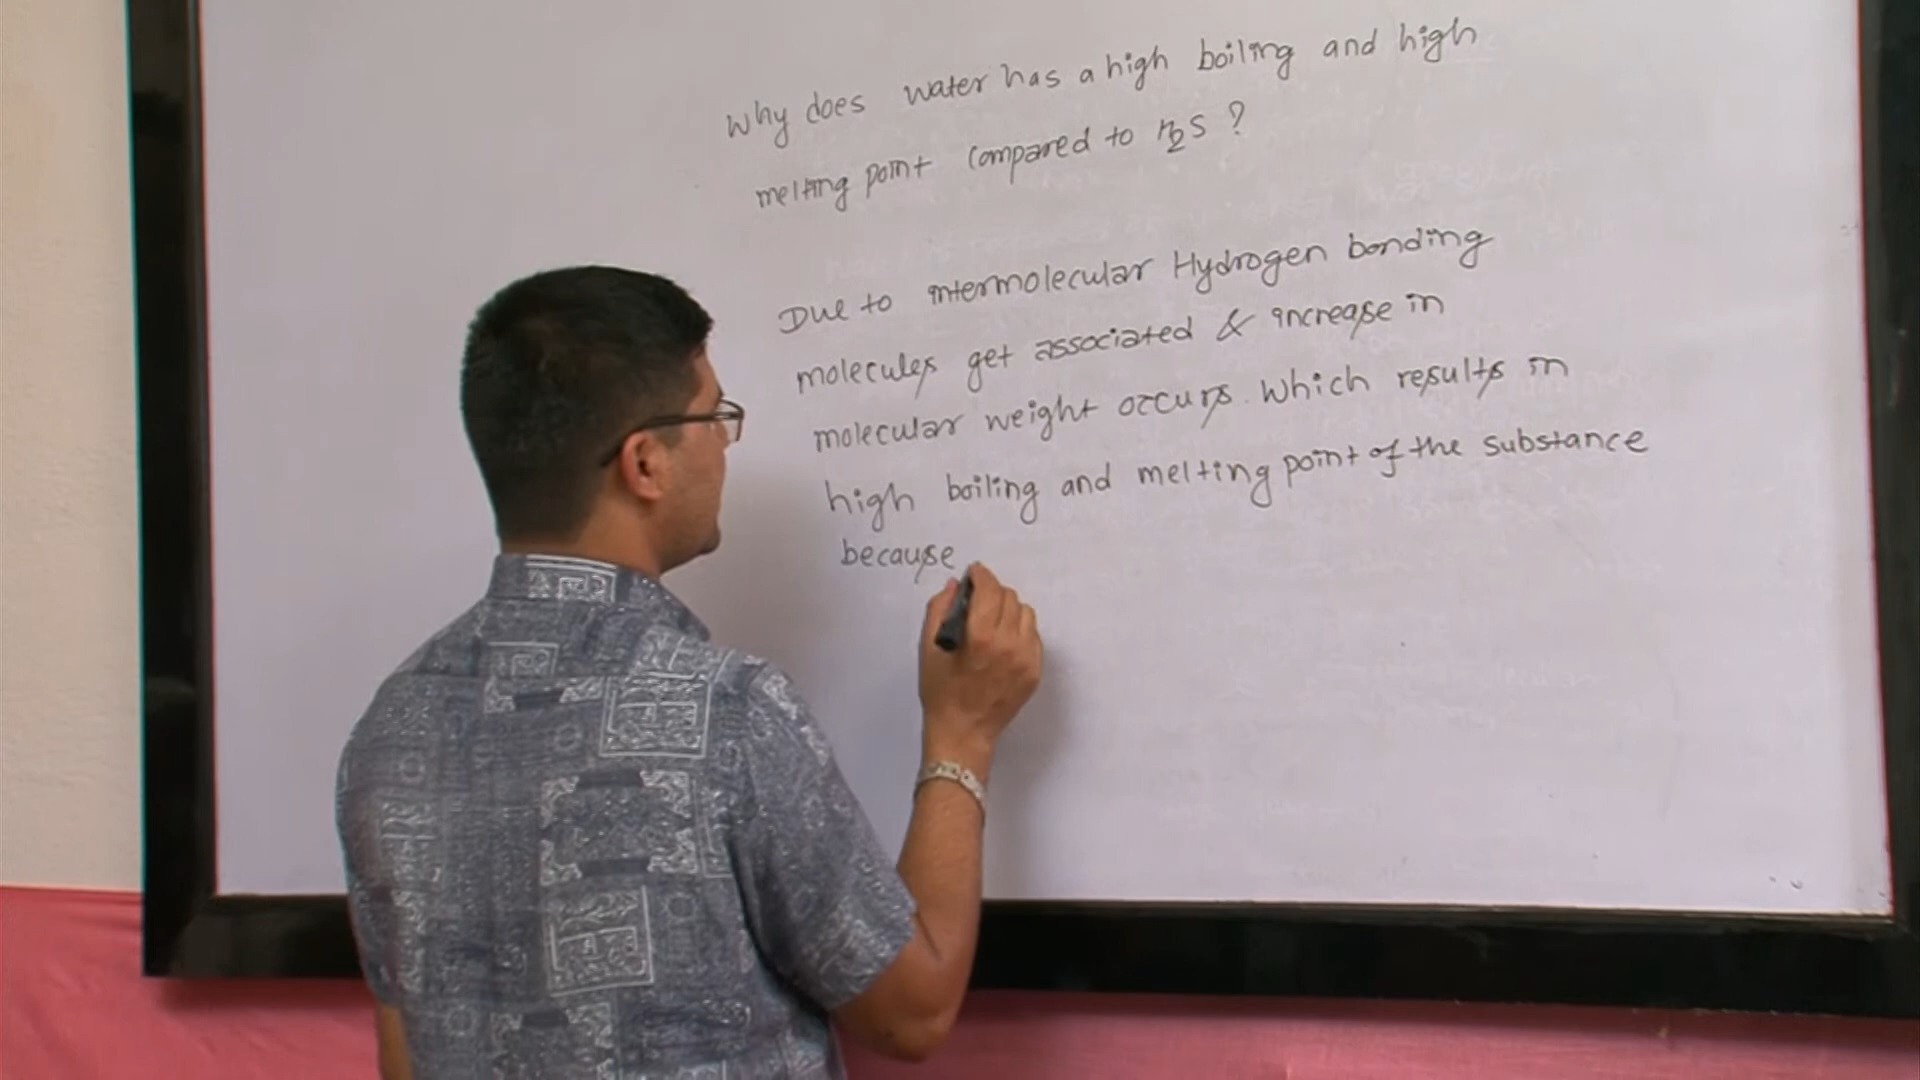 Why does water has a high boiling and high
melting point compared to H2S ?
Due to intermolecular Hydrogen bonding
molecules get associated & increase in
molecular weight occurs. Which results in
high boiling and melting point of the substance
because